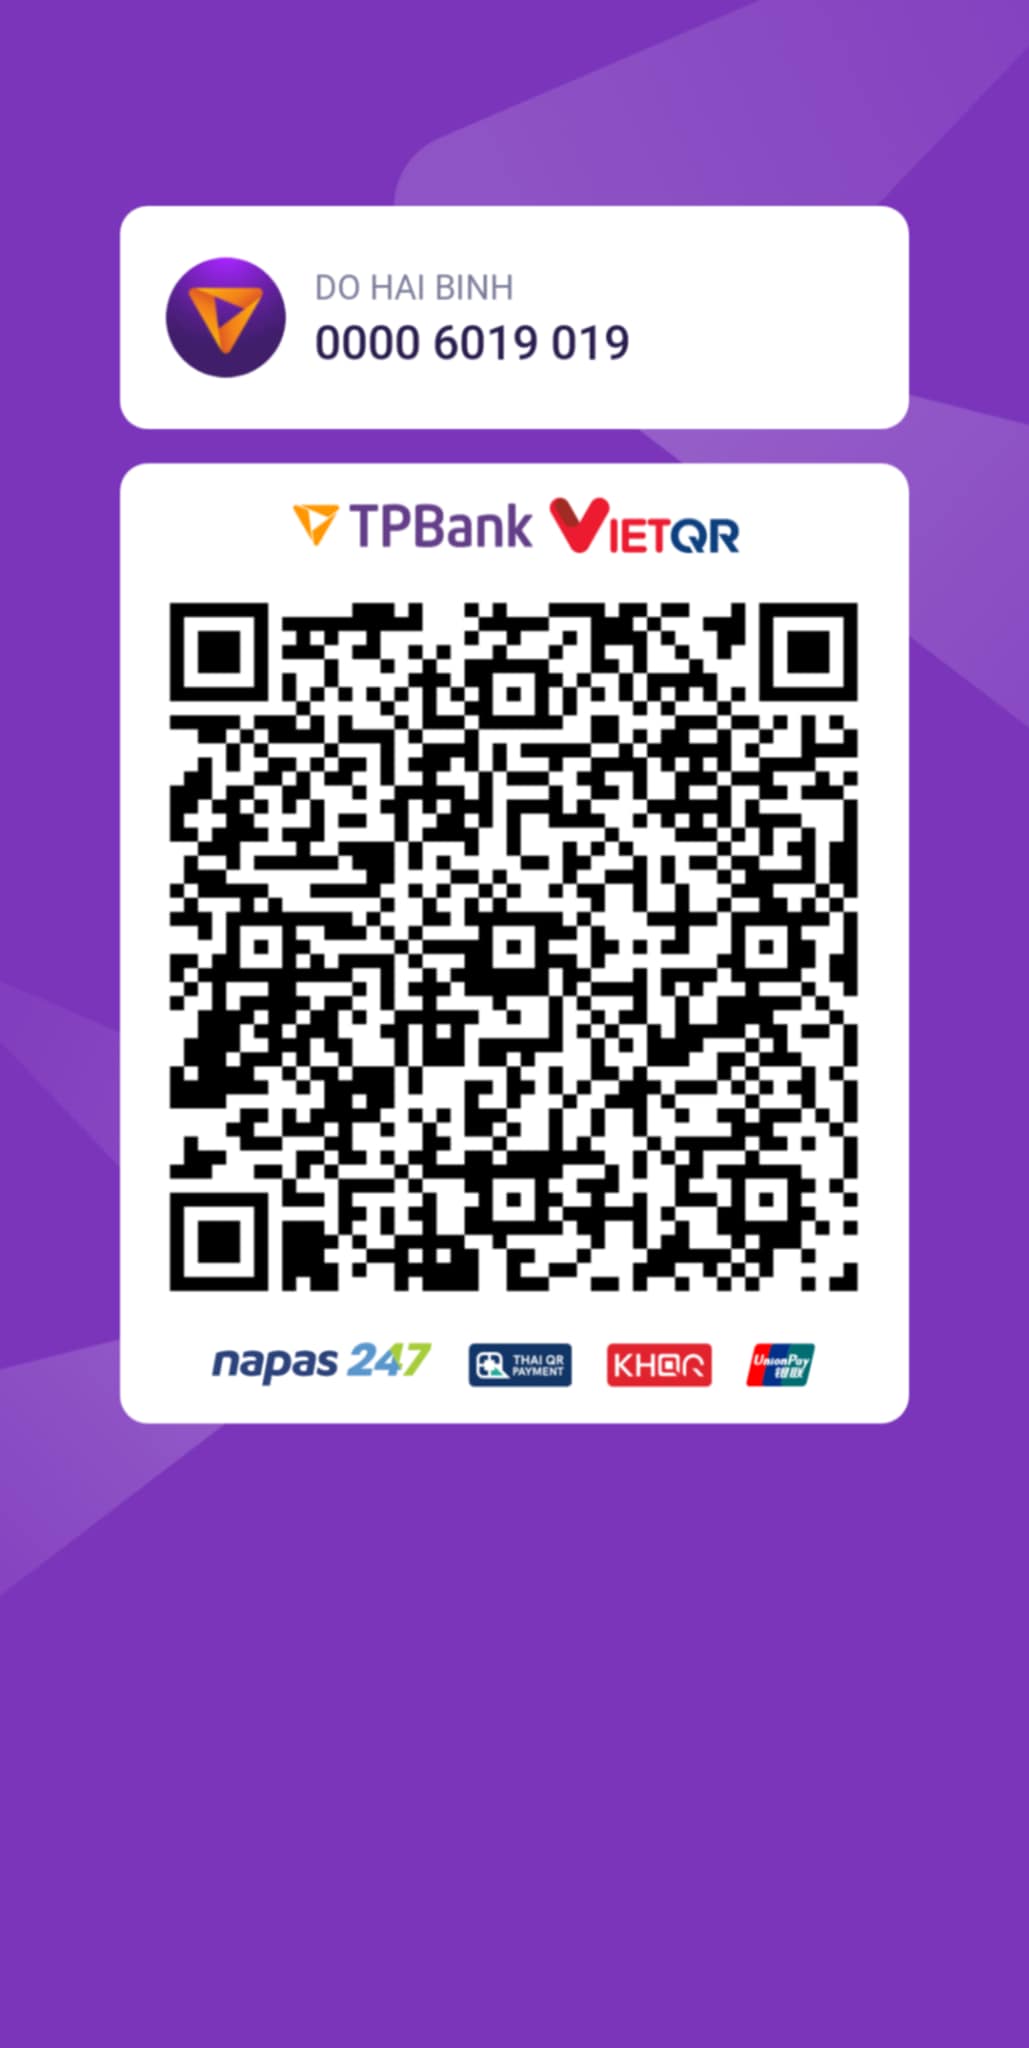 DO HAI BINH
0000 6019 019
TPBank VIETQR
napas 247 THAI QR PAYMENT KHQR UnionPay 银联